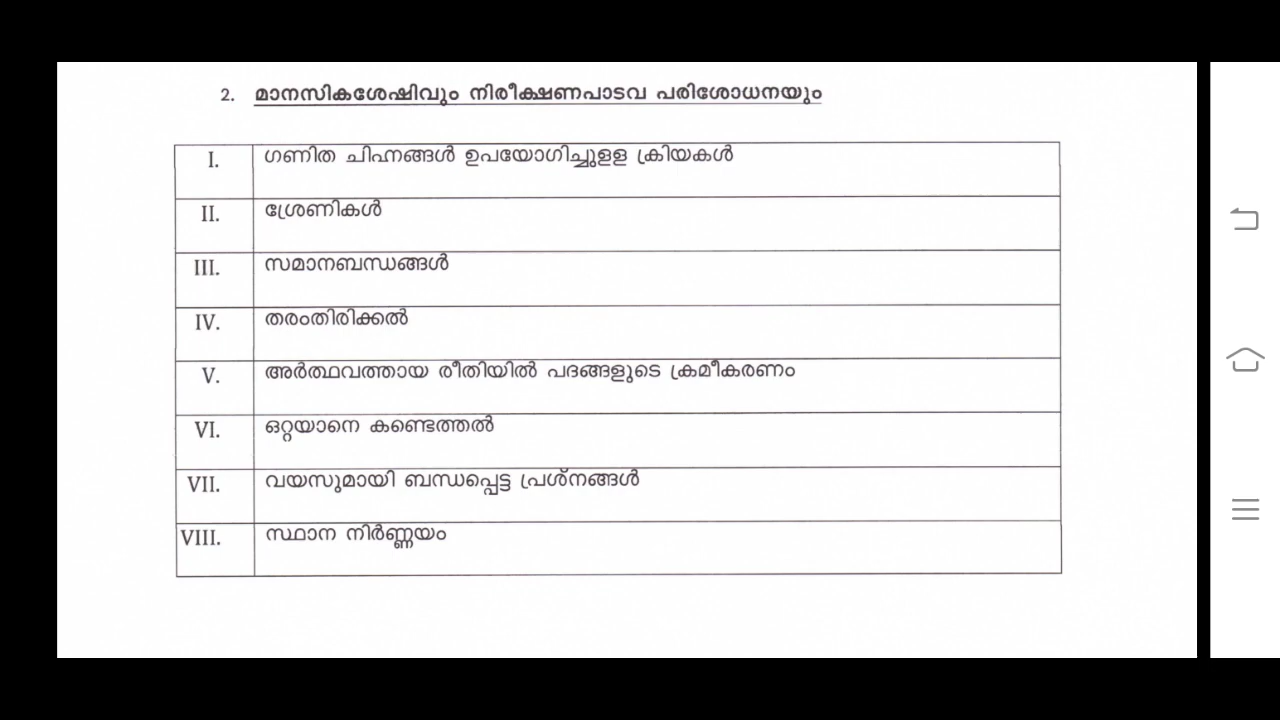 2. മാനസികശേഷിവും നിരീക്ഷണപാടവ പരിശോധനയും
I. ഗണിത ചിഹ്നങ്ങൾ ഉപയോഗിച്ചുളള ക്രിയകൾ
II. ശ്രേണികൾ
III. സമാനബന്ധങ്ങൾ
IV. തരംതിരിക്കൽ
V. അർത്ഥവത്തായ രീതിയിൽ പദങ്ങളുടെ ക്രമീകരണം
VI. ഒറ്റയാനെ കണ്ടെത്തൽ
VII. വയസുമായി ബന്ധപ്പെട്ട പ്രശ്നങ്ങൾ
VIII. സ്ഥാന നിർണ്ണയം